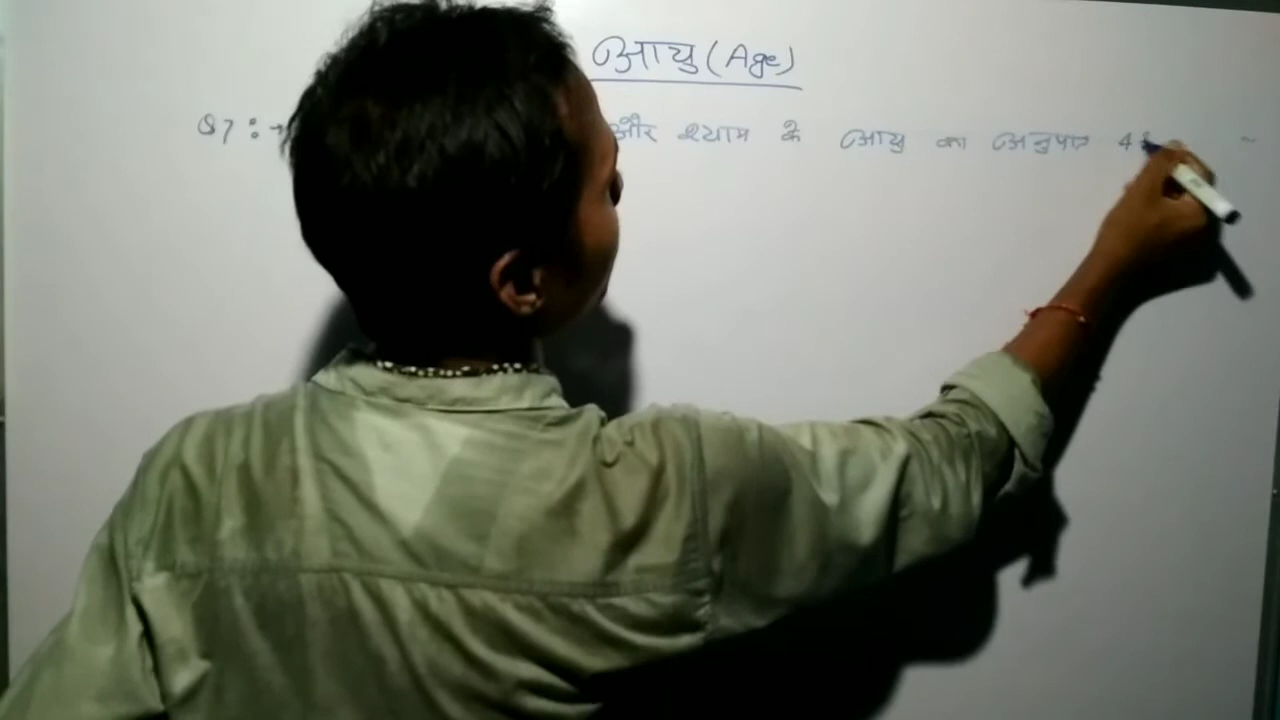 आयु (Age)
Q7:→ और श्याम के आयु का अनुपात 4: